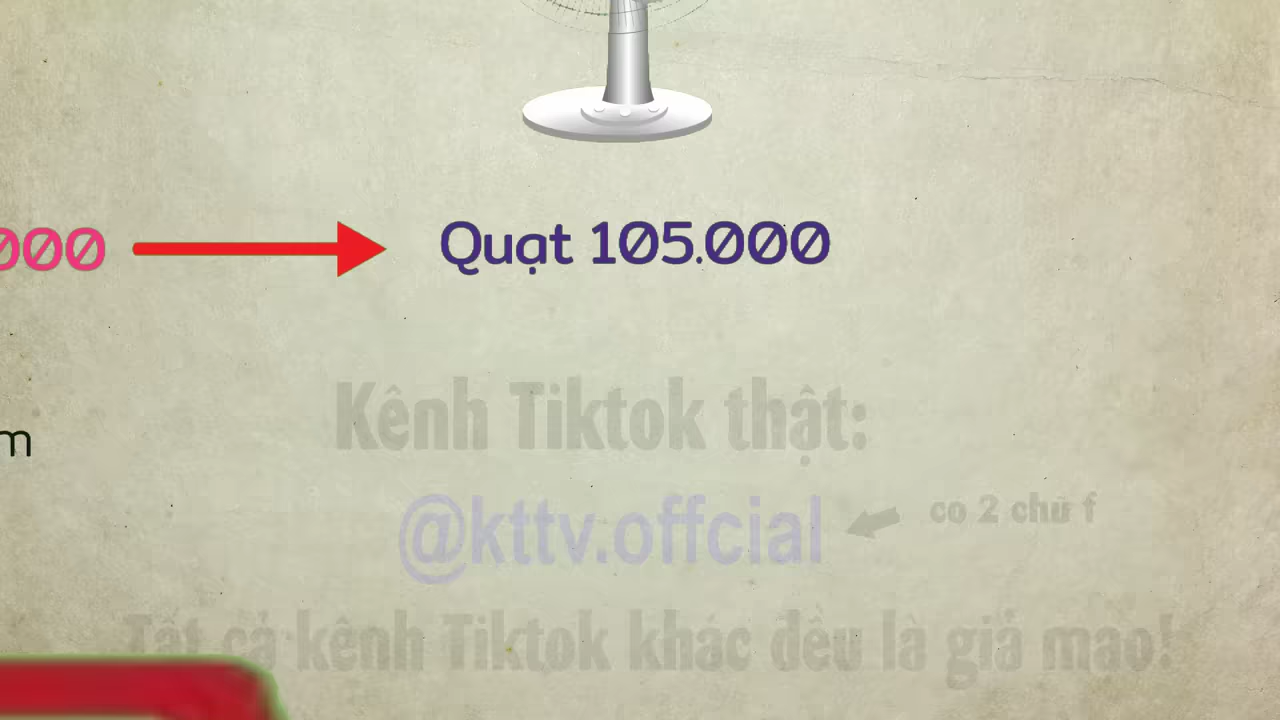 000 Quạt 105.000
Kênh Tiktok thật:
m
@kttv.offcial co 2 chữ f
Tất cả kênh Tiktok khác đều là giả mạo!